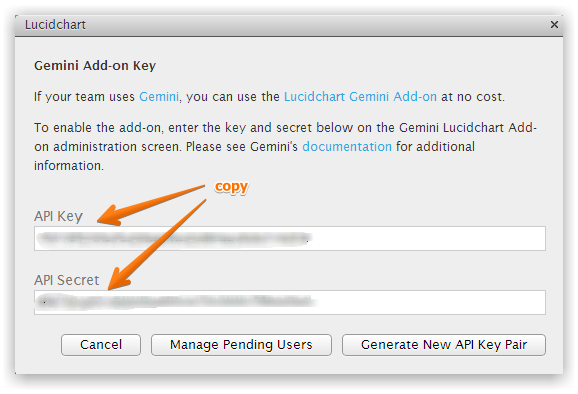 Lucidchart
Gemini Add-on Key
If your team uses Gemini, you can use the Lucidchart Gemini Add-on at no cost.
To enable the add-on, enter the key and secret below on the Gemini Lucidchart Add-
on administration screen. Please see Gemini's documentation for additional
information.
copy
API Key
API Secret
Cancel Manage Pending Users Generate New API Key Pair